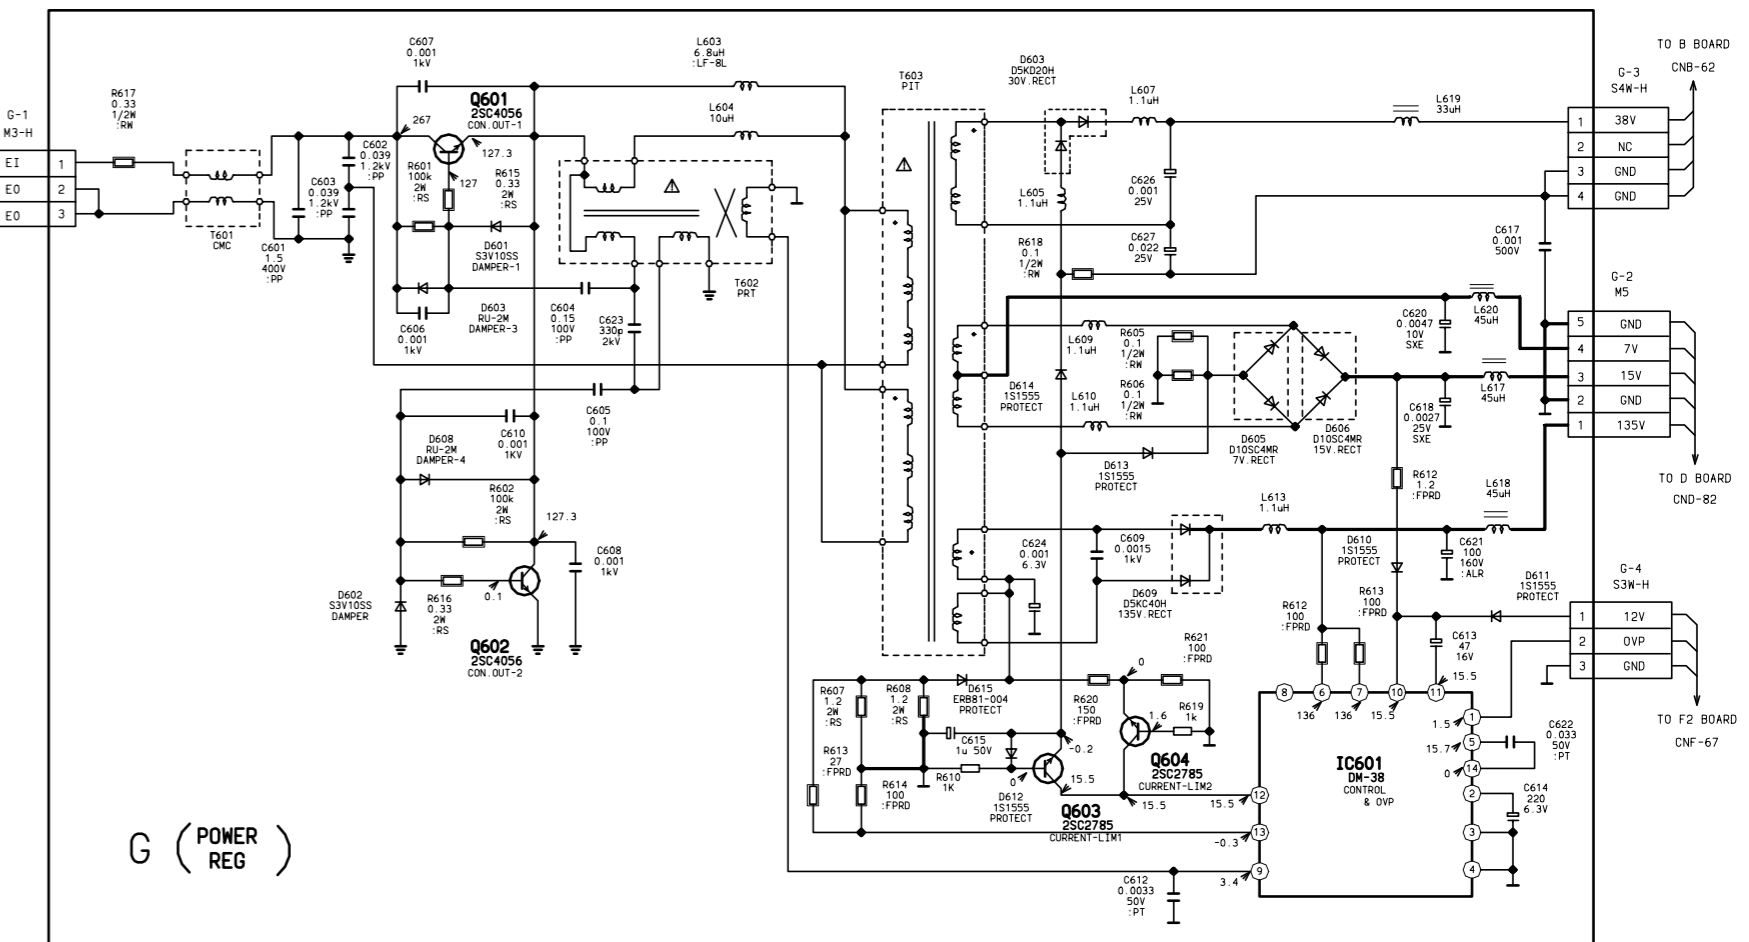 G-1
M3-H
EI 1
E0 2
E0 3
R617
0.33
1/2W
:RW
T601
CMC
C601
1.5
400V
:PP
C603
0.039
1.2kV
:PP
C602
0.039
1.2kV
:PP
C607
0.001
1kV
267
Q601
2SC4056
CON.OUT-1
127.3
127
R601
100k
2W
:RS
R615
0.33
2W
:RS
D601
S3V10SS
DAMPER-1
D603
RU-2M
DAMPER-3
C606
0.001
1kV
C604
0.15
100V
:PP
C623
330p
2kV
L603
6.8uH
:LF-8L
L604
10uH
T602
PRT
C605
0.1
100V
:PP
C610
0.001
1KV
D608
RU-2M
DAMPER-4
R602
100k
2W
:RS
127.3
C608
0.001
1kV
D602
S3V10SS
DAMPER
R616
0.33
2W
:RS
0.1
Q602
2SC4056
CON.OUT-2
T603
PIT
D603
D5KD20H
30V.RECT
L607
1.1uH
L605
1.1uH
C626
0.001
25V
C627
0.022
25V
R618
0.1
1/2W
:RW
L619
33uH
G-3
S4W-H
1 38V
2 NC
3 GND
4 GND
TO B BOARD
CNB-62
C617
0.001
500V
L609
1.1uH
L610
1.1uH
R605
0.1
1/2W
:RW
R606
0.1
1/2W
:RW
D614
1S1555
PROTECT
D613
1S1555
PROTECT
D605
D10SC4MR
7V.RECT
D606
D10SC4MR
15V.RECT
C620
0.0047
10V
SXE
L620
45uH
C618
0.0027
25V
SXE
L617
45uH
G-2
M5
5 GND
4 7V
3 15V
2 GND
1 135V
TO D BOARD
CND-82
R612
1.2
:FPRD
L618
45uH
L613
1.1uH
C624
0.001
6.3V
C609
0.0015
1kV
D609
D5KC40H
135V.RECT
D610
1S1555
PROTECT
C621
100
160V
:ALR
R612
100
:FPRD
R613
100
:FPRD
D611
1S1555
PROTECT
C613
47
16V
15.5
G-4
S3W-H
1 12V
2 OVP
3 GND
TO F2 BOARD
CNF-67
R607
1.2
2W
:RS
R608
1.2
2W
:RS
D615
ERB81-004
PROTECT
R613
27
:FPRD
R614
100
:FPRD
C615
1u 50V
R610
1K
D612
1S1555
PROTECT
0
-0.2
15.5
Q603
2SC2785
CURRENT-LIM1
R620
150
:FPRD
0
R621
100
:FPRD
R619
1k
1.6
Q604
2SC2785
CURRENT-LIM2
15.5
15.5
-0.3
3.4
C612
0.0033
50V
:PT
8 6 7 10 11
136 136 15.5
12
13
9
1
5
14
2
3
4
1.5
15.7
0
IC601
DM-38
CONTROL
& OVP
C622
0.033
50V
:PT
C614
220
6.3V
G (POWER
REG)